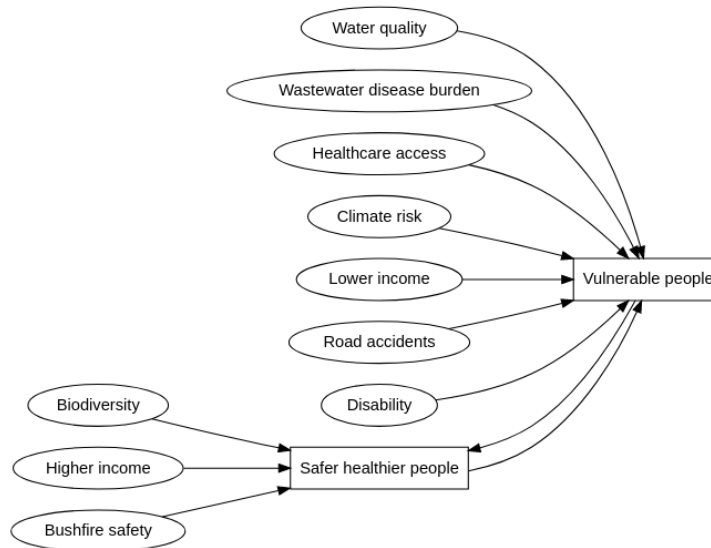 Water quality
Wastewater disease burden
Healthcare access
Climate risk
Vulnerable people
Lower income
Road accidents
Biodiversity
Disability
Higher income
Safer healthier people
Bushfire safety